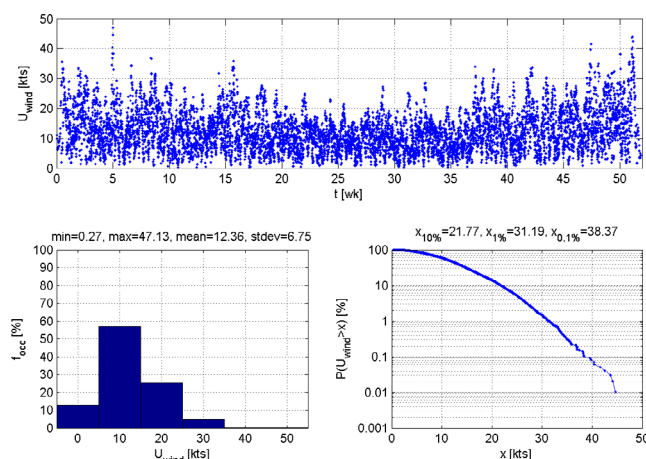 50
40
30
20
10
0
U_wind [kts]
0 5 10 15 20 25 30 35 40 45 50
t [wk]
min=0.27, max=47.13, mean=12.36, stdev=6.75
100
90
80
70
60
50
40
30
20
10
0
f_occ [%]
0 10 20 30 40 50
U_wind [kts]
x_10%=21.77, x_1%=31.19, x_0.1%=38.37
100
10
1
0.1
0.01
0.001
P(U_wind>x) [%]
0 10 20 30 40 50
x [kts]